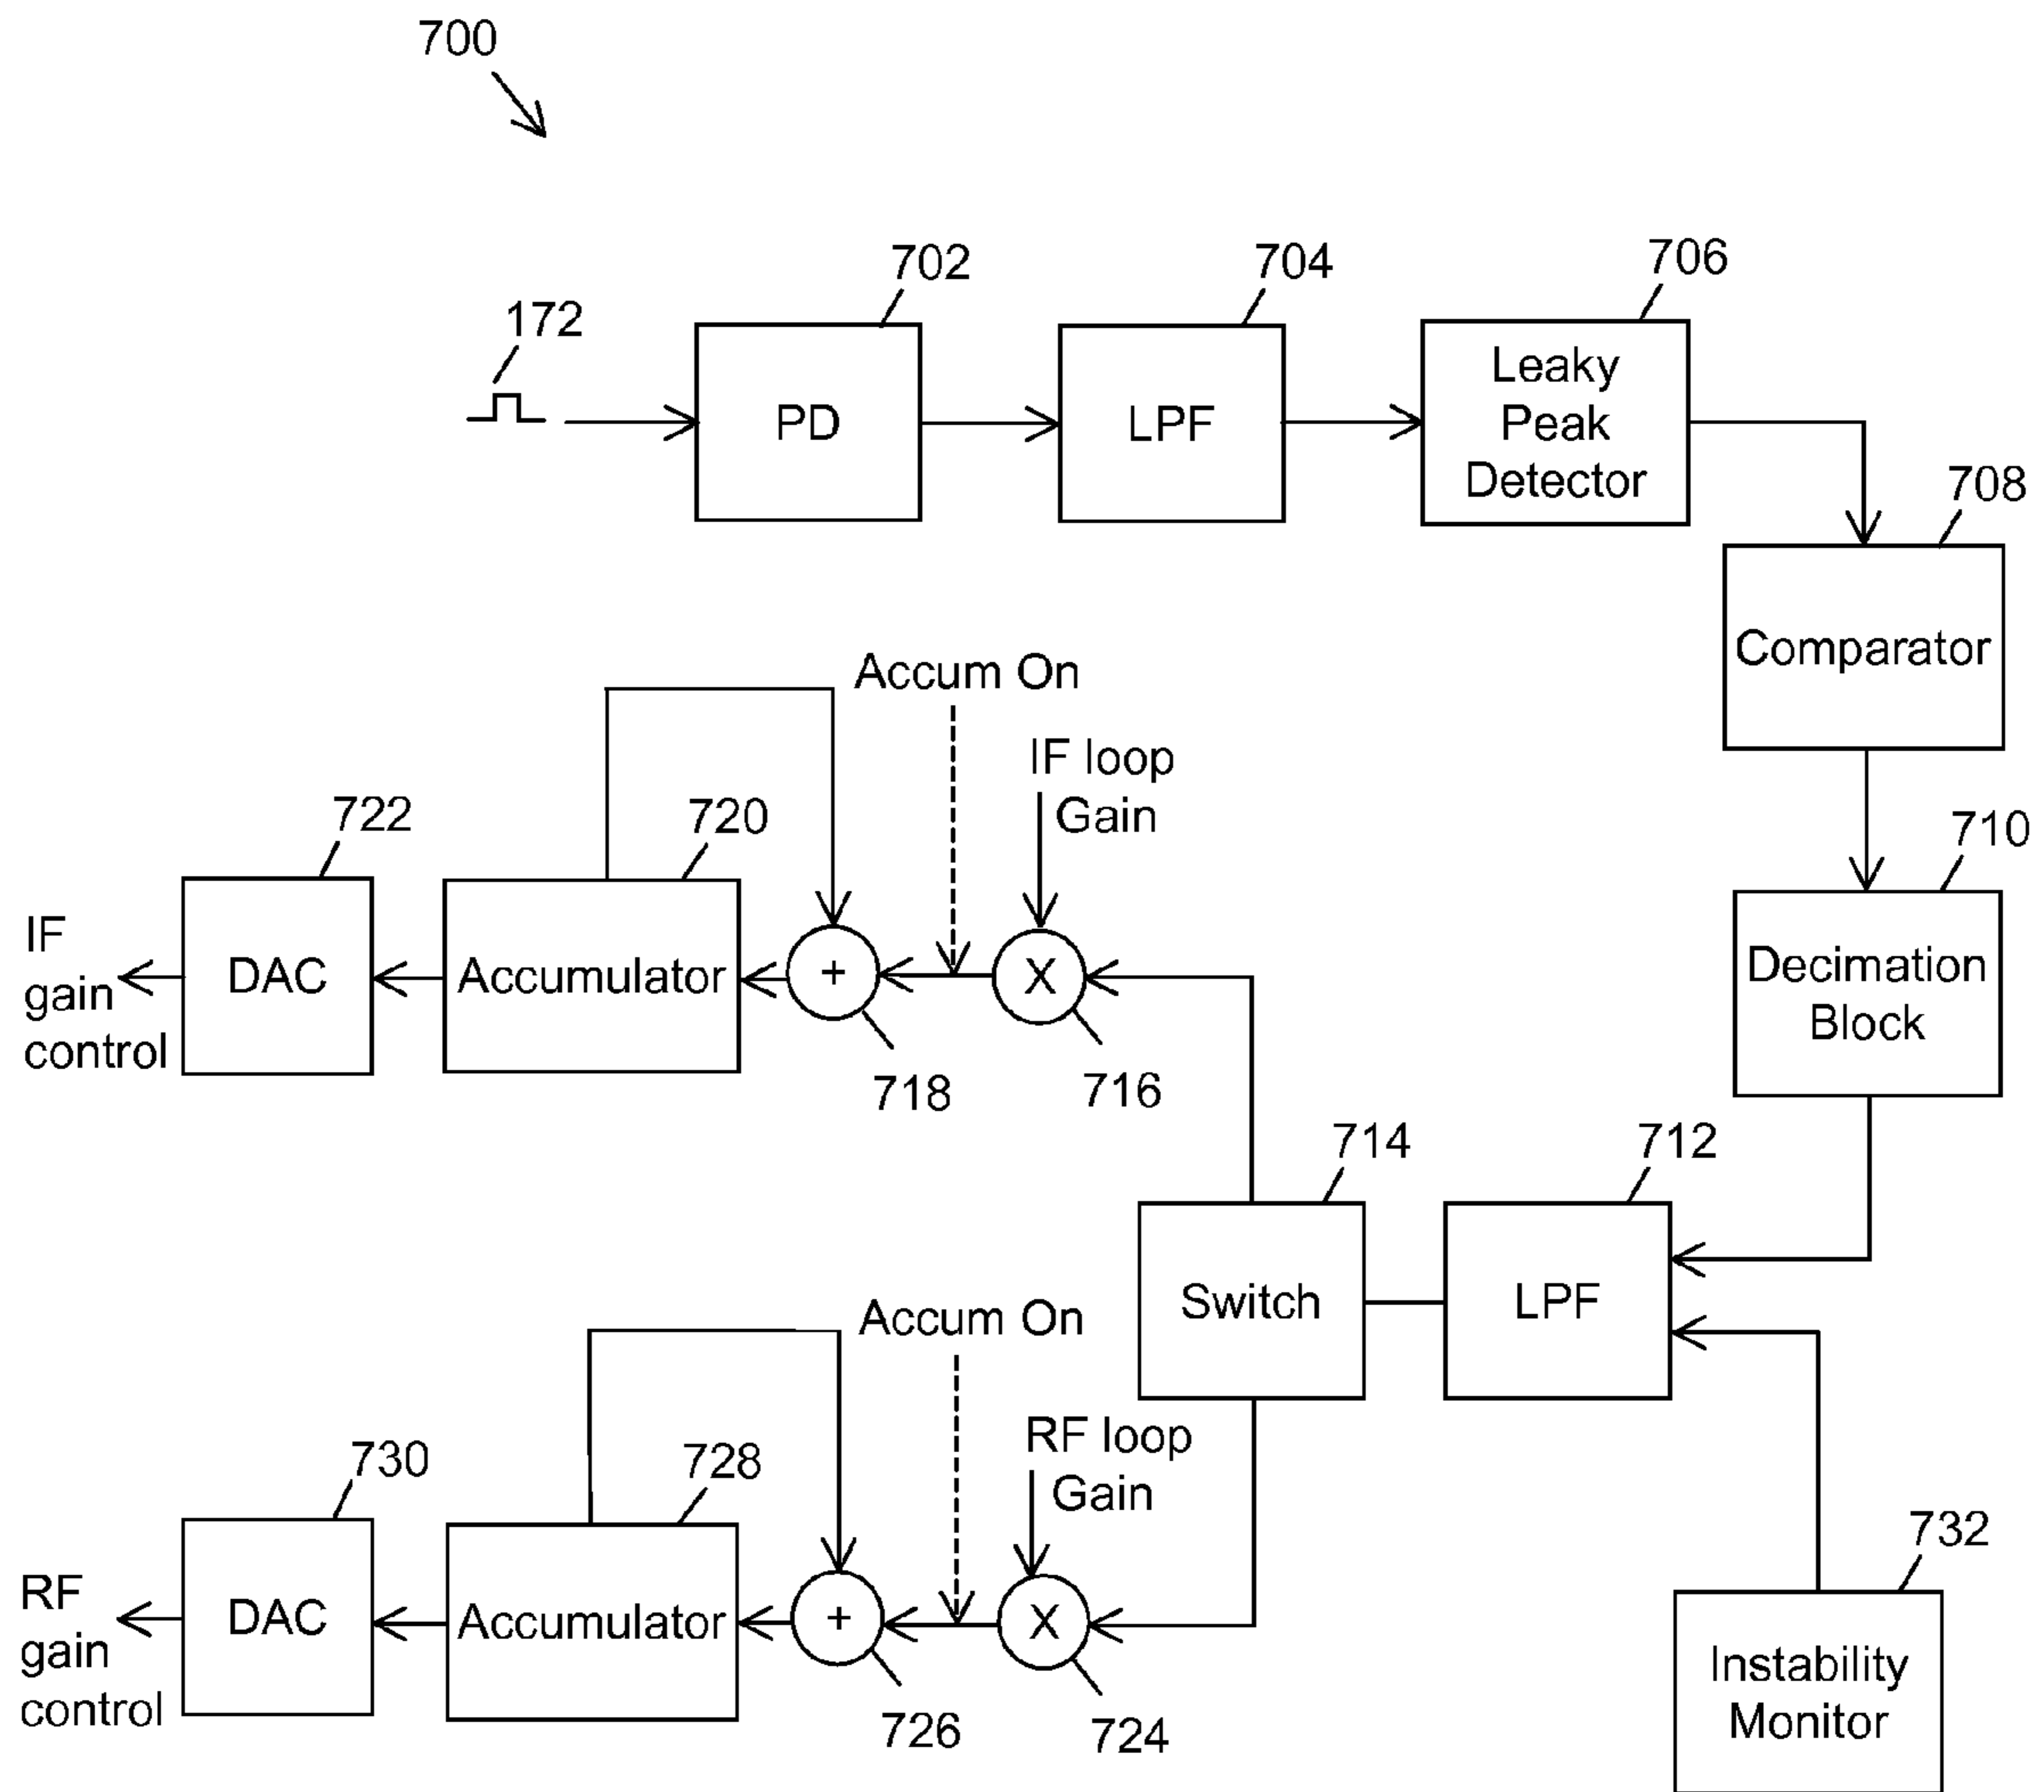 700
702
704
706
172
PD
LPF
Leaky
Peak
Detector
708
Comparator
Accum On
IF loop
Gain
722
720
710
IF
gain
control
DAC
Accumulator
+
X
Decimation
Block
718
716
714
712
Switch
LPF
Accum On
RF loop
Gain
730
728
732
RF
gain
control
DAC
Accumulator
+
X
Instability
Monitor
726
724